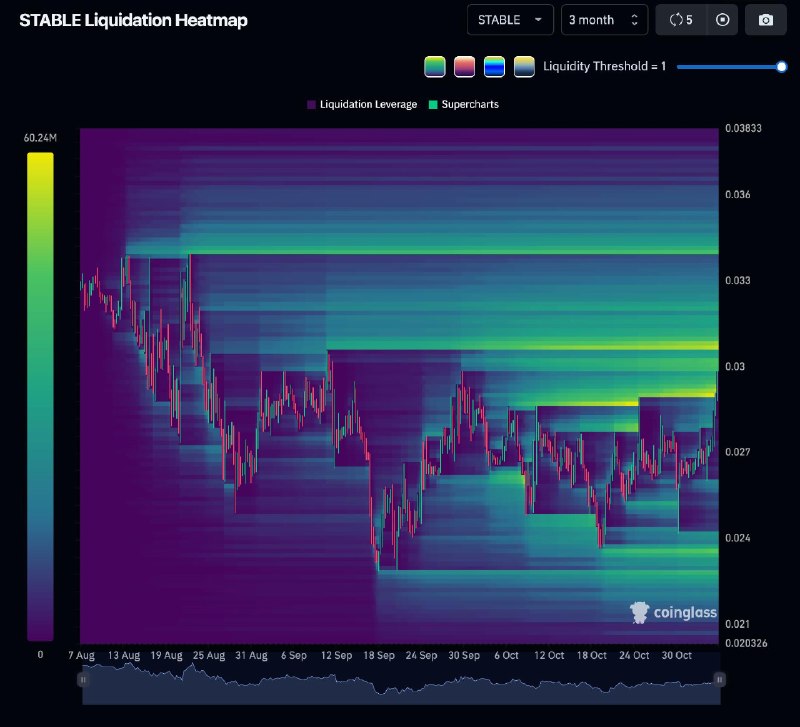 STABLE Liquidation Heatmap
STABLE
3 month
5
Liquidity Threshold = 1
Liquidation Leverage
Supercharts
60.24M
0
0.03833
0.036
0.033
0.03
0.027
0.024
0.021
0.020326
coinglass
7 Aug 13 Aug 19 Aug 25 Aug 31 Aug 6 Sep 12 Sep 18 Sep 24 Sep 30 Sep 6 Oct 12 Oct 18 Oct 24 Oct 30 Oct